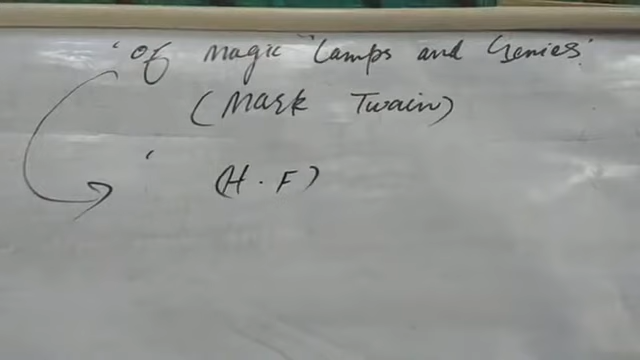 'Of Magic Lamps and Genies'
(Mark Twain)
(H.F)